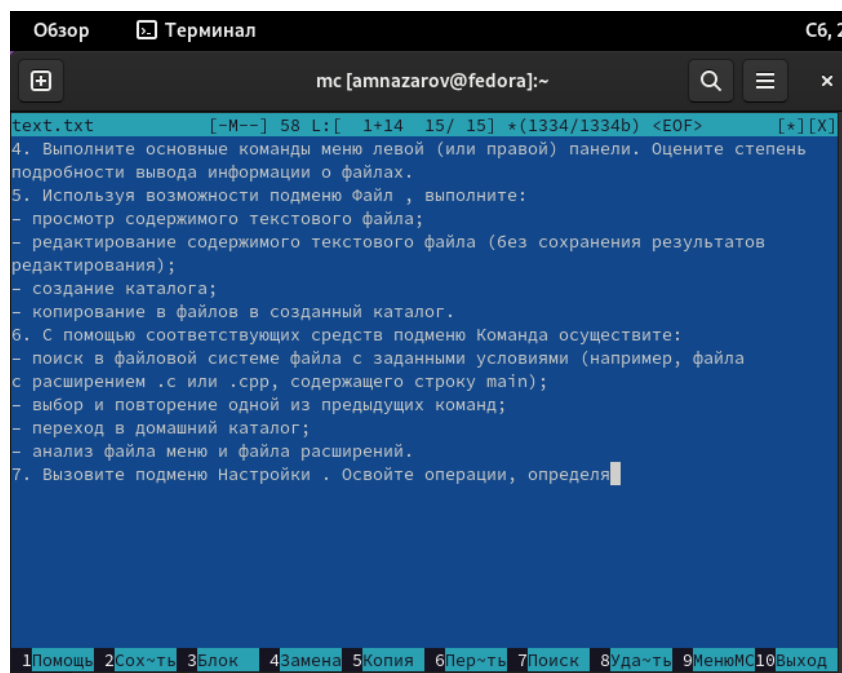 Обзор Терминал Сб, 2
mc [amnazarov@fedora]:~
text.txt [-M--] 58 L:[ 1+14 15/ 15] *(1334/1334b) <EOF> [*][X]
4. Выполните основные команды меню левой (или правой) панели. Оцените степень
подробности вывода информации о файлах.
5. Используя возможности подменю Файл , выполните:
– просмотр содержимого текстового файла;
– редактирование содержимого текстового файла (без сохранения результатов
редактирования);
– создание каталога;
– копирование в файлов в созданный каталог.
6. С помощью соответствующих средств подменю Команда осуществите:
– поиск в файловой системе файла с заданными условиями (например, файла
с расширением .c или .cpp, содержащего строку main);
– выбор и повторение одной из предыдущих команд;
– переход в домашний каталог;
– анализ файла меню и файла расширений.
7. Вызовите подменю Настройки . Освойте операции, определя
1Помощь 2Сох~ть 3Блок 4Замена 5Копия 6Пер~ть 7Поиск 8Уда~ть 9МенюMC 10Выход